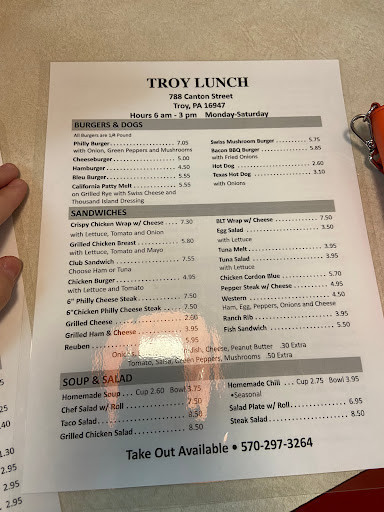 TROY LUNCH
788 Canton Street
Troy, PA 16947
Hours 6 am - 3 pm Monday-Saturday
BURGERS & DOGS
All Burgers are 1/4 Pound
Philly Burger 7.05
with Onion, Green Peppers and Mushrooms
Cheeseburger 5.00
Hamburger 4.50
Bleu Burger 5.55
California Patty Melt 5.55
on Grilled Rye with Swiss Cheese and
Thousand Island Dressing
Swiss Mushroom Burger 5.75
Bacon BBQ Burger 5.85
with Fried Onions
Hot Dog 2.60
Texas Hot Dog 3.10
with Onions
SANDWICHES
Crispy Chicken Wrap w/ Cheese 7.30
with Lettuce, Tomato and Onion
Grilled Chicken Breast 5.80
with Lettuce, Tomato and Mayo
Club Sandwich 7.55
Choose Ham or Tuna
Chicken Burger 4.95
with Lettuce and Tomato
6" Philly Cheese Steak 7.50
6"Chicken Philly Cheese Steak 7.50
Grilled Cheese 2.60
Grilled Ham & Cheese 3.95
Reuben 5.95
BLT Wrap w/ Cheese 7.50
Egg Salad 3.50
with Lettuce
Tuna Melt 3.95
Tuna Salad 3.95
with Lettuce
Chicken Cordon Blue 5.70
Pepper Steak w/ Cheese 4.95
Western 4.50
Ham, Egg, Peppers, Onions and Cheese
Ranch Rib 3.95
Fish Sandwich 5.50
Cheese, Peanut Butter .30 Extra
Tomato, Salsa, Green Peppers, Mushrooms .50 Extra
SOUP & SALAD
Homemade Soup Cup 2.60 Bowl 3.75
Chef Salad w/ Roll 7.50
Taco Salad 8.50
Grilled Chicken Salad 8.50
Homemade Chili Cup 2.75 Bowl 3.95
•Seasonal
Salad Plate w/ Roll 6.95
Steak Salad 8.50
Take Out Available • 570-297-3264
2.95
2.95